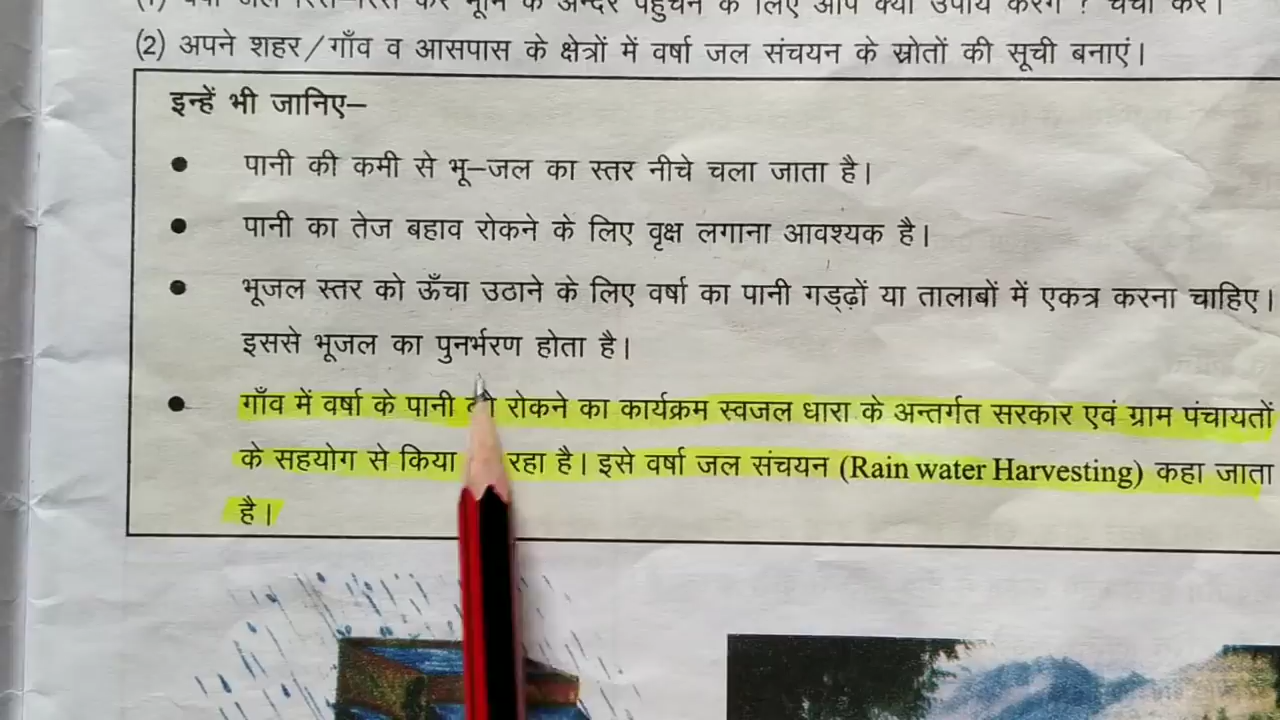 (2) अपने शहर/गाँव व आसपास के क्षेत्रों में वर्षा जल संचयन के स्रोतों की सूची बनाएं।
इन्हें भी जानिए–
• पानी की कमी से भू–जल का स्तर नीचे चला जाता है।
• पानी का तेज बहाव रोकने के लिए वृक्ष लगाना आवश्यक है।
• भूजल स्तर को ऊँचा उठाने के लिए वर्षा का पानी गड्ढ़ों या तालाबों में एकत्र करना चाहिए।
इससे भूजल का पुनर्भरण होता है।
• गाँव में वर्षा के पानी रोकने का कार्यक्रम स्वजल धारा के अन्तर्गत सरकार एवं ग्राम पंचायतों
के सहयोग से किया रहा है। इसे वर्षा जल संचयन (Rain water Harvesting) कहा जाता
है।